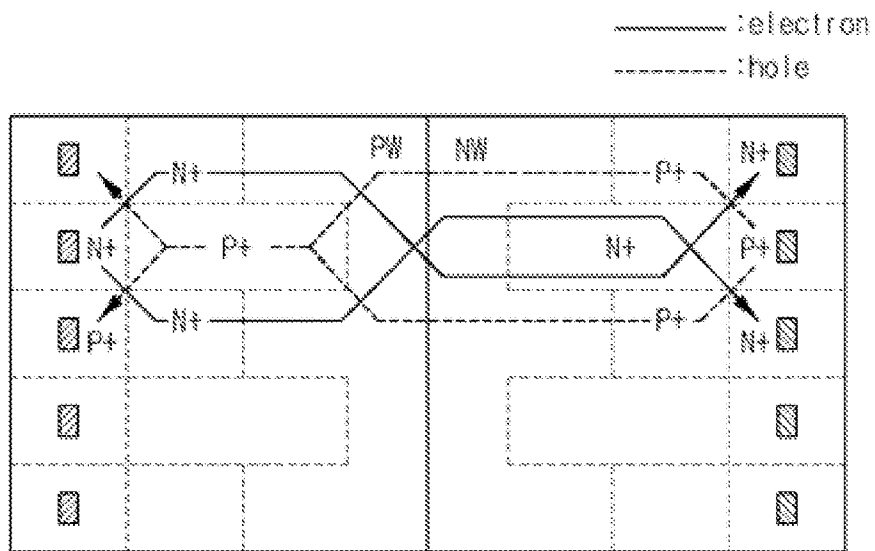 :electron
:hole
PW NW N+
N+ P+
N+ P+ N+ P+
N+ P+
P+ N+